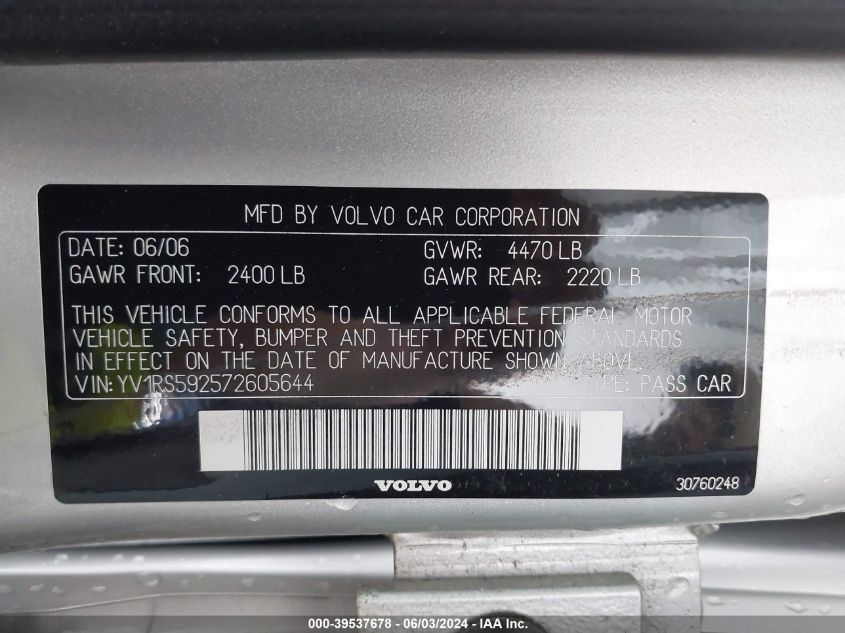 MFD BY VOLVO CAR CORPORATION
DATE: 06/06 GVWR: 4470 LB
GAWR FRONT: 2400 LB GAWR REAR: 2220 LB
THIS VEHICLE CONFORMS TO ALL APPLICABLE FEDERAL MOTOR
VEHICLE SAFETY, BUMPER AND THEFT PREVENTION STANDARDS
IN EFFECT ON THE DATE OF MANUFACTURE SHOWN ABOVE.
VIN: YV1RS592572605644 TYPE: PASS CAR
VOLVO 30760248
000-39537678 - 06/03/2024 - IAA Inc.